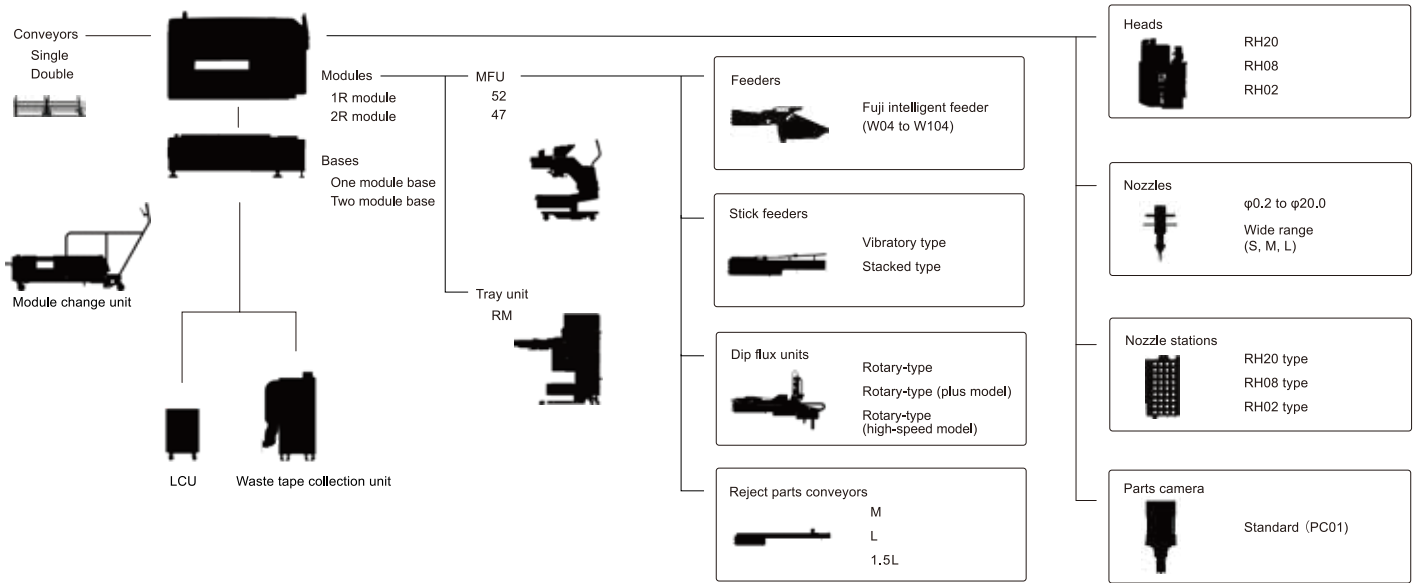 Conveyors
Single
Double
Modules
1R module
2R module
Bases
One module base
Two module base
Module change unit
LCU
Waste tape collection unit
MFU
52
47
Tray unit
RM
Feeders
Fuji intelligent feeder
(W04 to W104)
Stick feeders
Vibratory type
Stacked type
Dip flux units
Rotary-type
Rotary-type (plus model)
Rotary-type
(high-speed model)
Reject parts conveyors
M
L
1.5L
Heads
RH20
RH08
RH02
Nozzles
φ0.2 to φ20.0
Wide range
(S, M, L)
Nozzle stations
RH20 type
RH08 type
RH02 type
Parts camera
Standard (PC01)